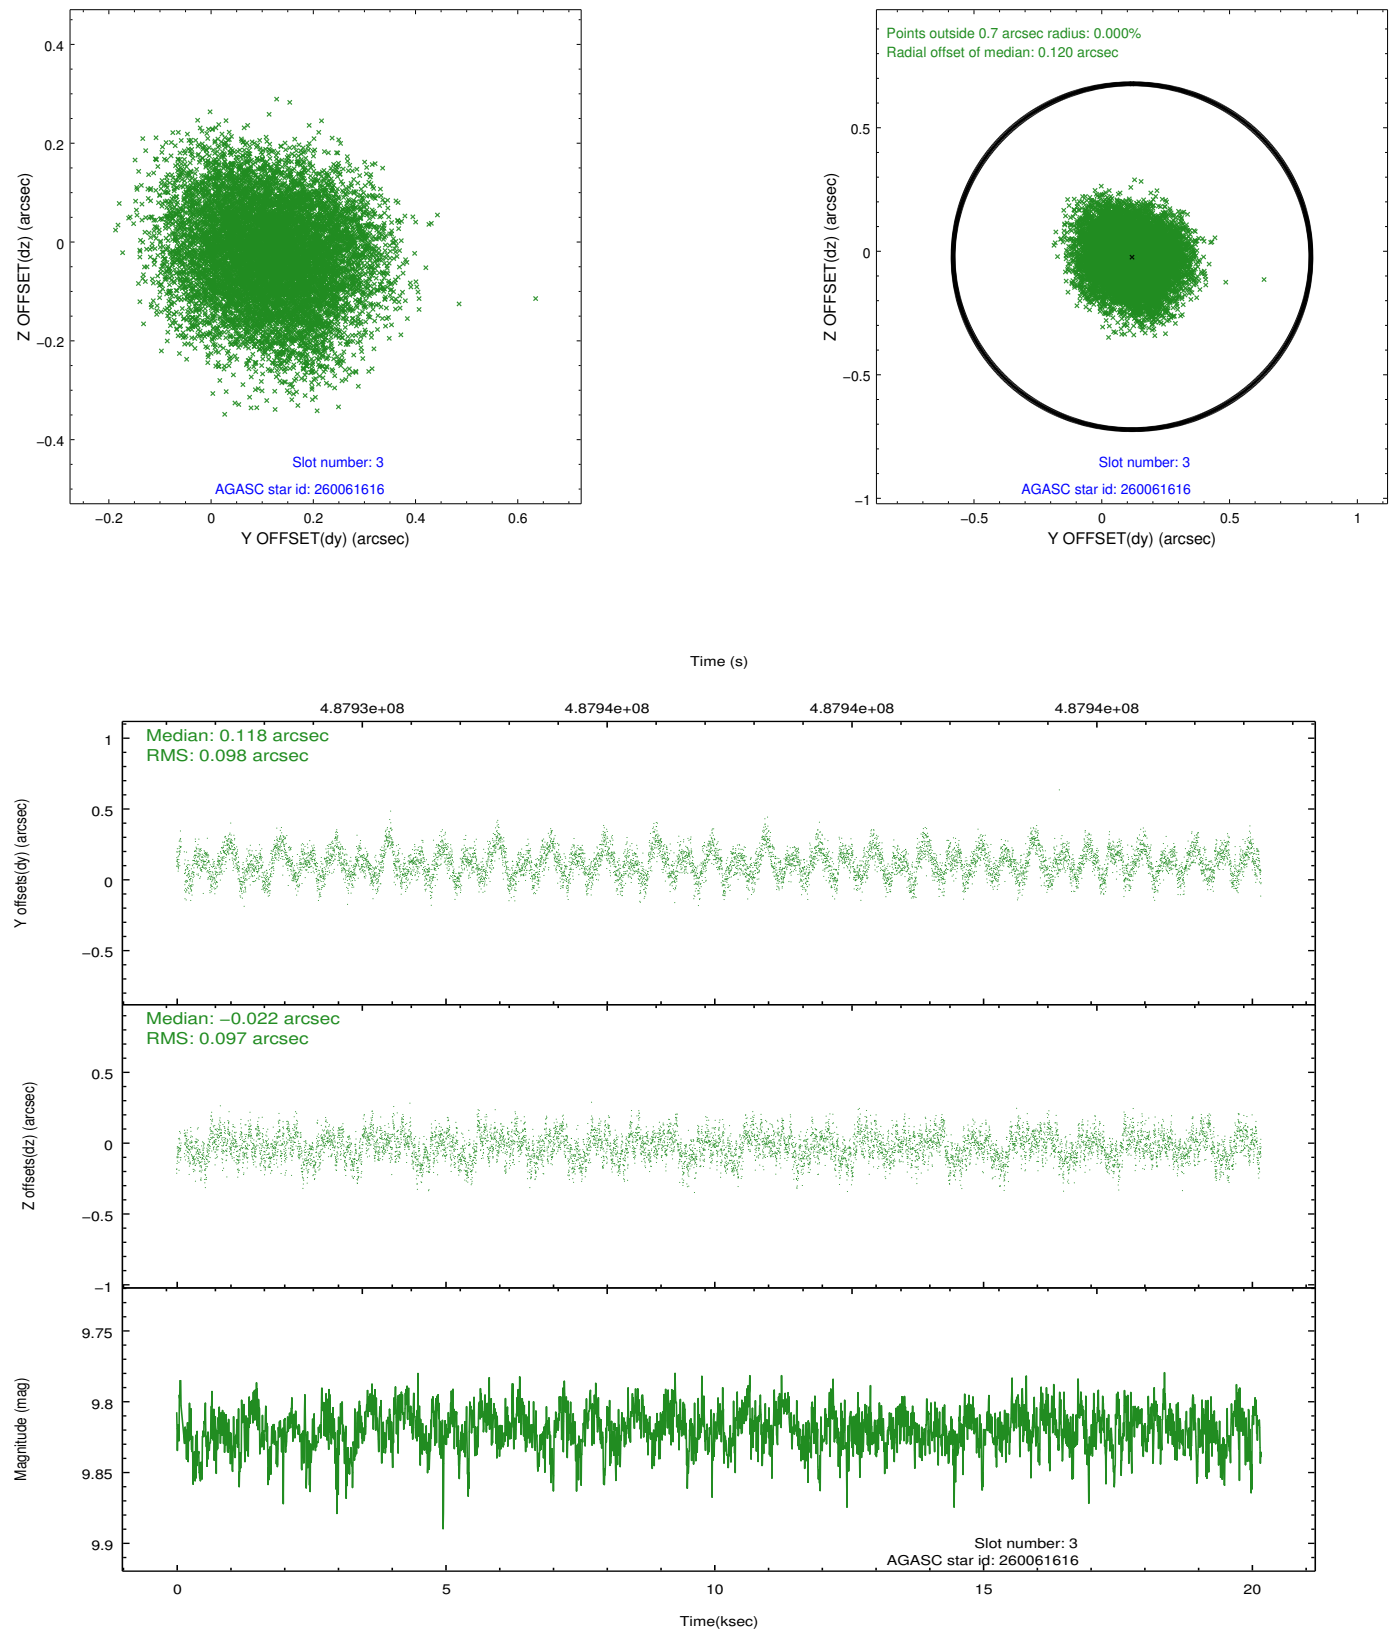 0.4
0.2
0
−0.2
−0.4
Z OFFSET(dz) (arcsec)
Slot number: 3
AGASC star id: 260061616
−0.2 0 0.2 0.4 0.6
Y OFFSET(dy) (arcsec)
Points outside 0.7 arcsec radius: 0.000%
Radial offset of median: 0.120 arcsec
0.5
0
−0.5
−1
Z OFFSET(dz) (arcsec)
Slot number: 3
AGASC star id: 260061616
−0.5 0 0.5 1
Y OFFSET(dy) (arcsec)
Time (s)
4.8793e+08 4.8794e+08 4.8794e+08 4.8794e+08
Median: 0.118 arcsec
RMS: 0.098 arcsec
1
0.5
0
−0.5
Y offsets(dy) (arcsec)
Median: −0.022 arcsec
RMS: 0.097 arcsec
0.5
0
−0.5
−1
Z offsets(dz) (arcsec)
9.75
9.8
9.85
9.9
Magnitude (mag)
Slot number: 3
AGASC star id: 260061616
0 5 10 15 20
Time(ksec)